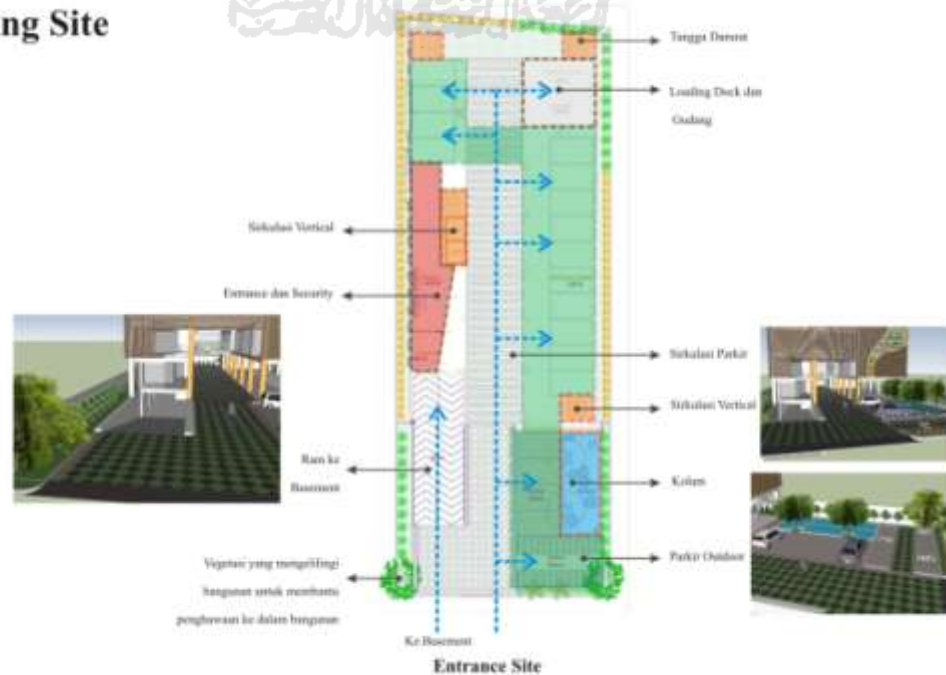 ng Site
Tangga Darurat
Loading Dock dan
Gudang
Sirkulasi Vertical
Entrance dan Security
Sirkulasi Parkir
Sirkulasi Vertical
Ram ke
Basement
Kolam
Vegetasi yang mengelilingi
bangunan untuk membantu
penghawaan ke dalam bangunan
Parkir Outdoor
Ke Basement
Entrance Site